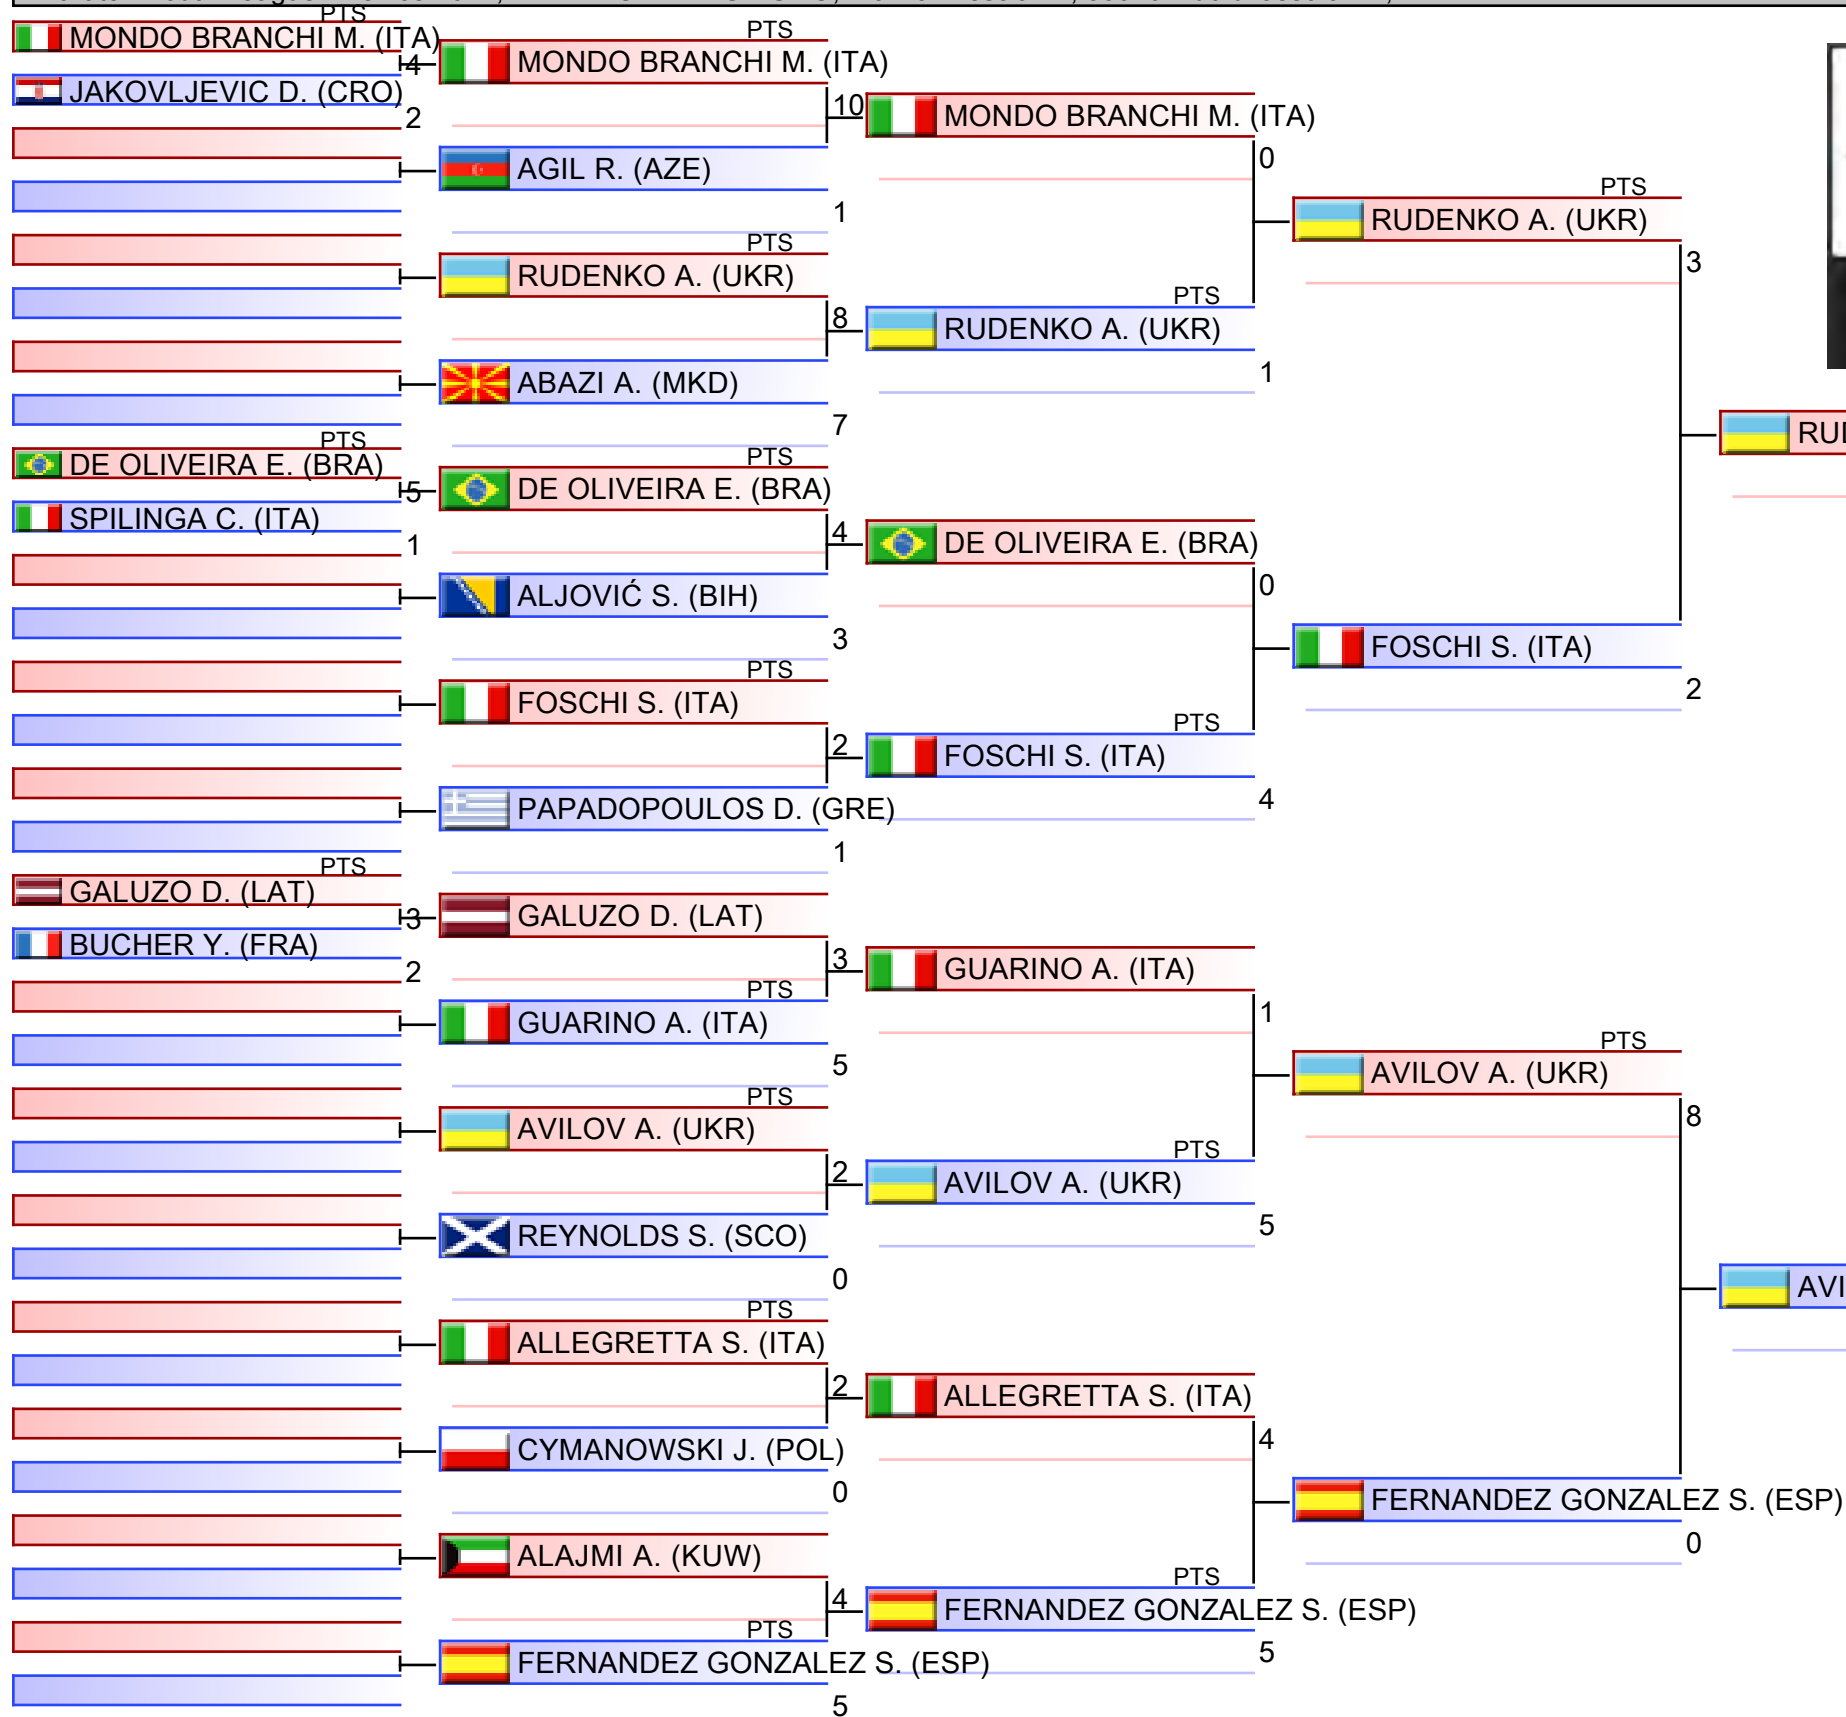 PTS
MONDO BRANCHI M. (ITA)
4
JAKOVLJEVIC D. (CRO)
2
PTS
DE OLIVEIRA E. (BRA)
5
SPILINGA C. (ITA)
1
PTS
GALUZO D. (LAT)
3
BUCHER Y. (FRA)
2
PTS
MONDO BRANCHI M. (ITA)
10
AGIL R. (AZE)
1
PTS
RUDENKO A. (UKR)
8
ABAZI A. (MKD)
7
PTS
DE OLIVEIRA E. (BRA)
4
ALJOVIĆ S. (BIH)
3
PTS
FOSCHI S. (ITA)
2
PAPADOPOULOS D. (GRE)
1
GALUZO D. (LAT)
3
PTS
GUARINO A. (ITA)
5
PTS
AVILOV A. (UKR)
2
REYNOLDS S. (SCO)
0
PTS
ALLEGRETTA S. (ITA)
2
CYMANOWSKI J. (POL)
0
ALAJMI A. (KUW)
4
PTS
FERNANDEZ GONZALEZ S. (ESP)
5
MONDO BRANCHI M. (ITA)
0
PTS
RUDENKO A. (UKR)
1
DE OLIVEIRA E. (BRA)
0
PTS
FOSCHI S. (ITA)
4
GUARINO A. (ITA)
1
PTS
AVILOV A. (UKR)
5
ALLEGRETTA S. (ITA)
4
PTS
FERNANDEZ GONZALEZ S. (ESP)
5
PTS
RUDENKO A. (UKR)
3
FOSCHI S. (ITA)
2
PTS
AVILOV A. (UKR)
8
FERNANDEZ GONZALEZ S. (ESP)
0